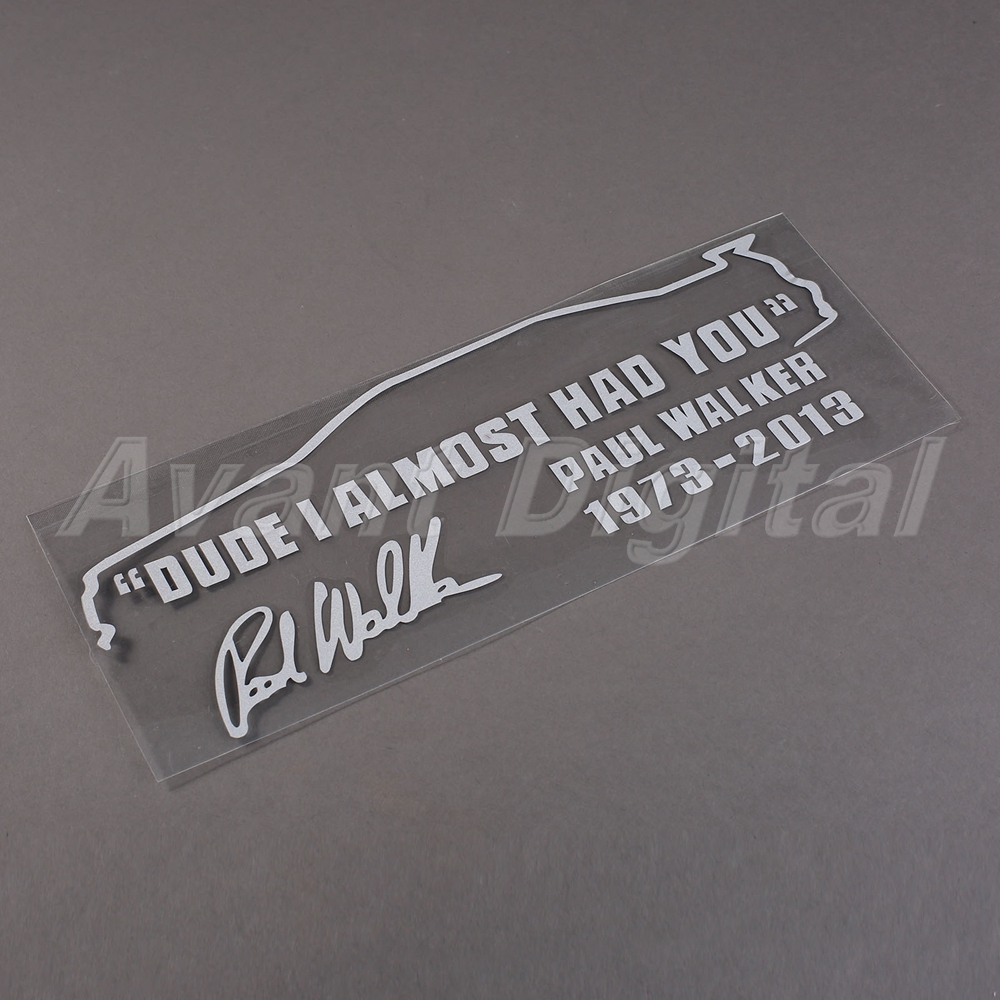 “DUDE I ALMOST HAD YOU”
PAUL WALKER
1973-2013
Paul Walker
Avant Digital